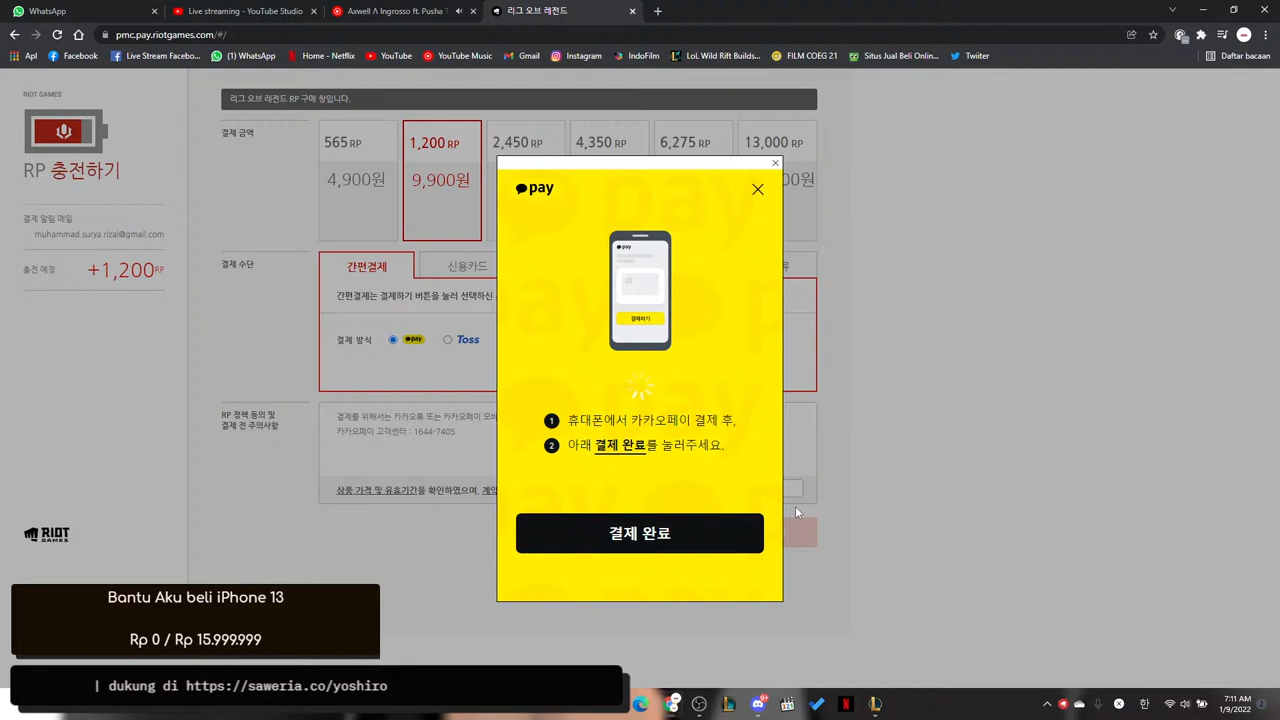 WhatsApp
Live streaming - YouTube Studio
Axwell Λ Ingrosso ft. Pusha T
리그 오브 레전드
pmc.pay.riotgames.com/#/
Apl
Facebook
Live Stream Facebo...
(1) WhatsApp
Home - Netflix
YouTube
YouTube Music
Gmail
Instagram
IndoFilm
LoL Wild Rift Builds...
FILM COEG 21
Situs Jual Beli Onlin...
Twitter
Daftar bacaan
RIOT GAMES
RP 충전하기
결제 알림 메일
muhammad.surya.rizal@gmail.com
충전 예정
+1,200RP
RIOT GAMES
리그 오브 레전드 RP 구매 창입니다.
결제 금액
565 RP
1,200 RP
2,450 RP
4,350 RP
6,275 RP
13,000 RP
4,900원
9,900원
00원
결제 수단
간편결제
신용카드
류
간편결제는 결제하기 버튼을 눌러 선택하신
결제 방식
pay
Toss
RP 정책 동의 및
결제 전 주의사항
결제를 위해서는 카카오톡 또는 카카오페이 모바
카카오페이 고객센터 : 1644-7405
상품,가격 및 유효기간을 확인하였으며, 계약
pay
pay
결제하기
1 휴대폰에서 카카오페이 결제 후,
2 아래 결제 완료를 눌러주세요.
결제 완료
Bantu Aku beli iPhone 13
Rp 0 / Rp 15.999.999
| dukung di https://saweria.co/yoshiro
한
7:11 AM
1/9/2022